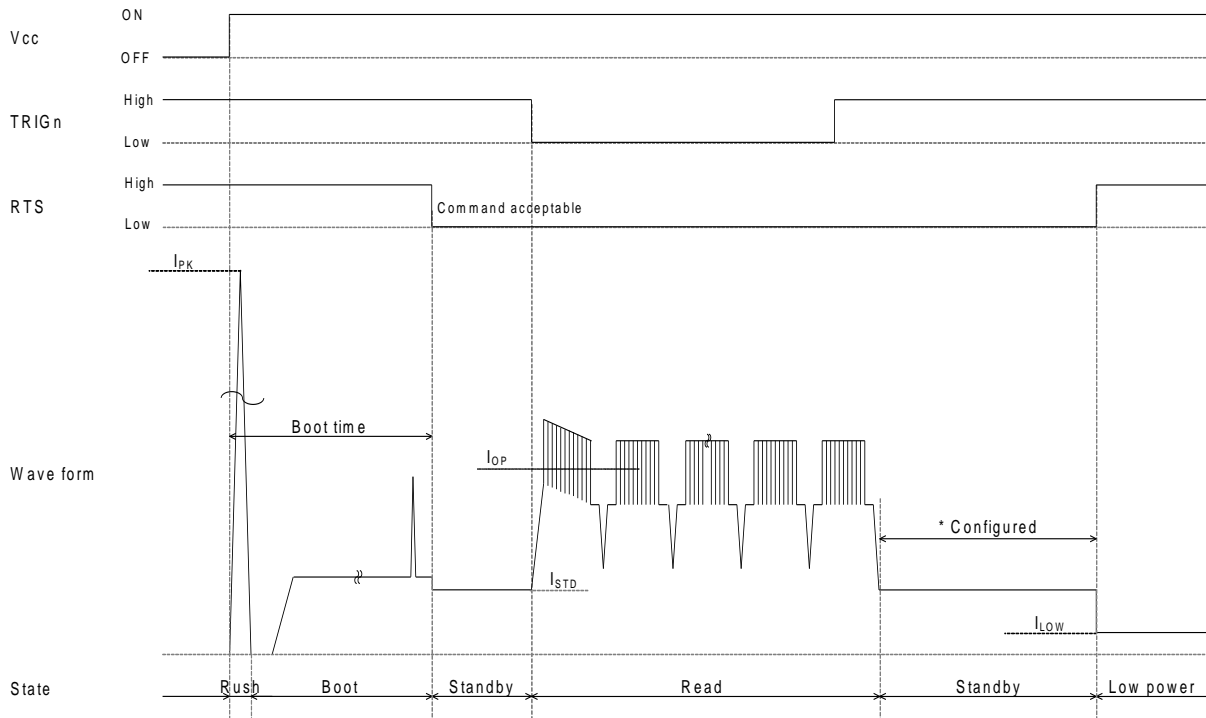 ON
Vcc
OFF
High
TRIGn
Low
High
RTS
Command acceptable
Low
IPK
Boot time
IOP
Wave form
* Configured
ISTD
ILOW
State
Rush
Boot
Standby
Read
Standby
Low power